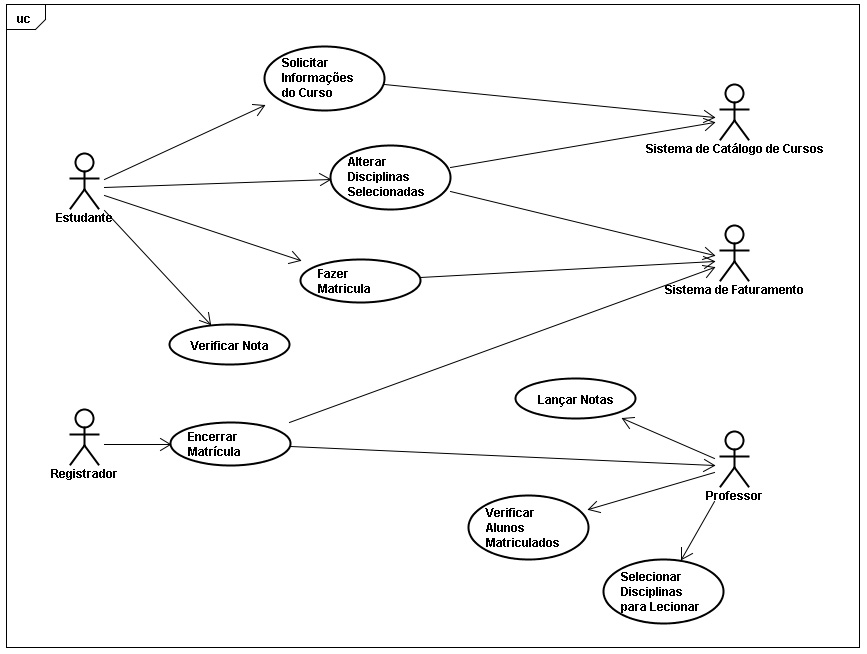 uc
Solicitar
Informações
do Curso
Sistema de Catálogo de Cursos
Alterar
Disciplinas
Selecionadas
Estudante
Fazer
Matricula
Sistema de Faturamento
Verificar Nota
Lançar Notas
Encerrar
Matrícula
Registrador
Professor
Verificar
Alunos
Matriculados
Selecionar
Disciplinas
para Lecionar